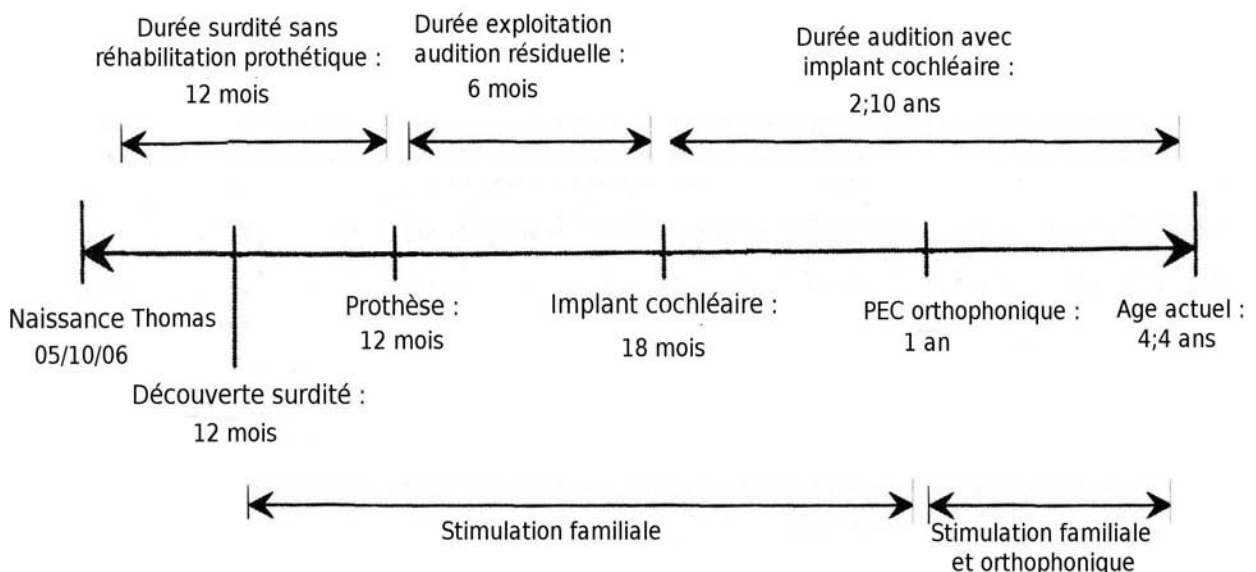 Durée surdité sans
réhabilitation prothétique :
12 mois
Durée exploitation
audition résiduelle :
6 mois
Durée audition avec
implant cochléaire :
2;10 ans
Naissance Thomas
05/10/06
Prothèse :
12 mois
Implant cochléaire :
18 mois
PEC orthophonique :
1 an
Age actuel :
4;4 ans
Découverte surdité :
12 mois
Stimulation familiale
Stimulation familiale
et orthophonique